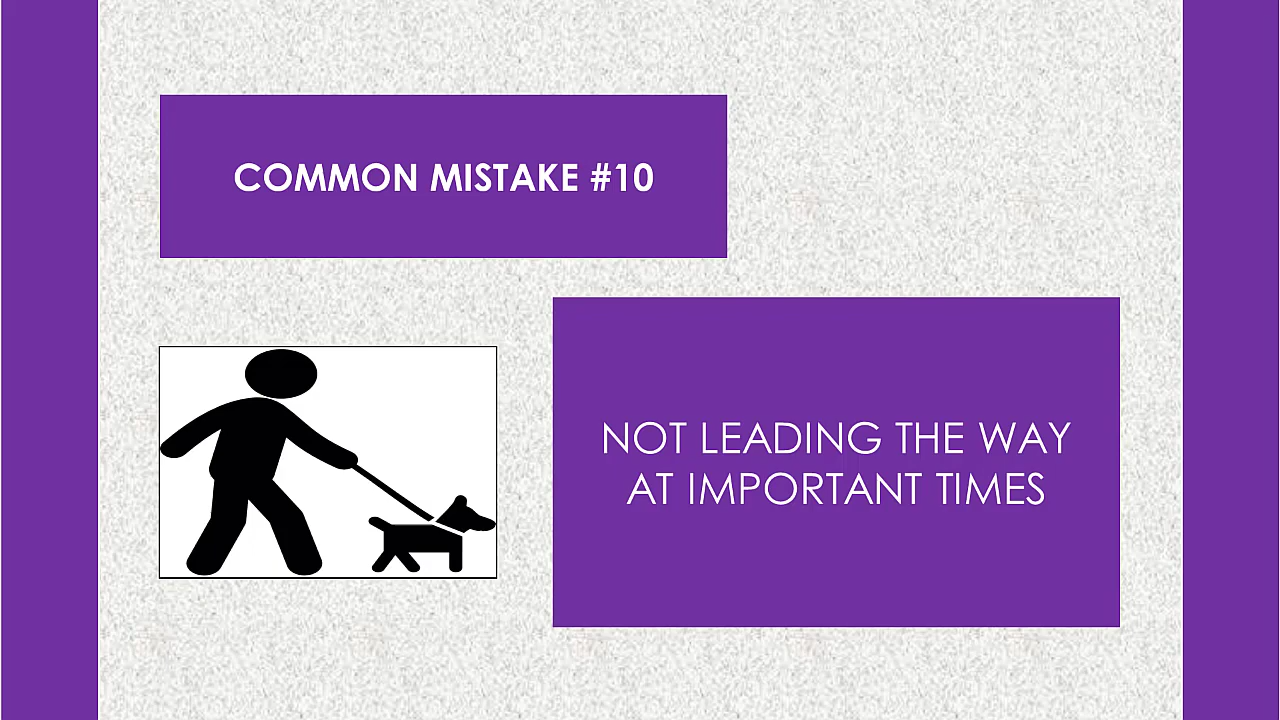 COMMON MISTAKE #10
NOT LEADING THE WAY
AT IMPORTANT TIMES